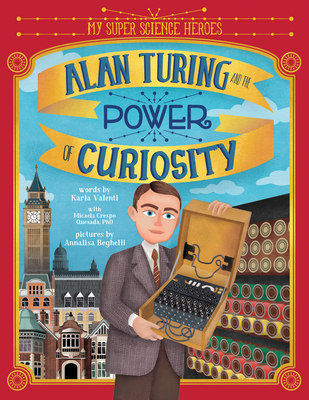 MY SUPER SCIENCE HEROES
ALAN TURING AND THE
POWER
OF CURIOSITY
words by
Karla Valenti
with
Micaela Crespo
Quesada, PhD
pictures by
Annalisa Beghelli